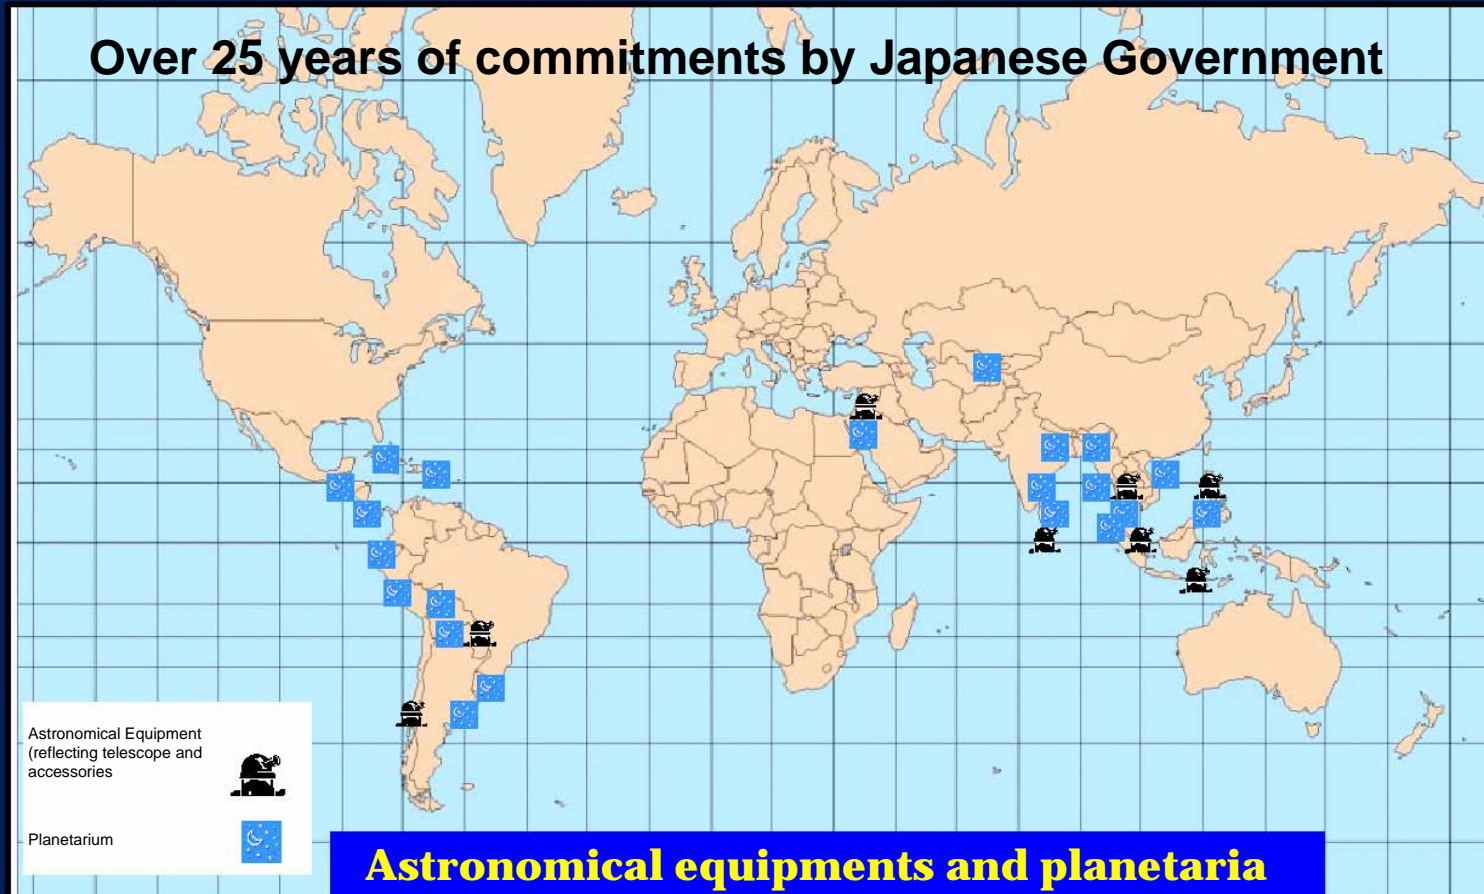 Over 25 years of commitments by Japanese Government
Astronomical Equipment
(reflecting telescope and
accessories
Planetarium
Astronomical equipments and planetaria